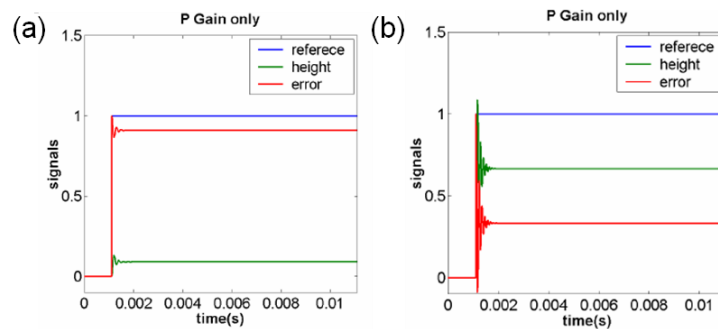 (a)
P Gain only
1.5
1
0.5
0
signals
referece
height
error
0
0.002
0.004
0.006
0.008
0.01
time(s)
(b)
P Gain only
1.5
1
0.5
0
signals
referece
height
error
0
0.002
0.004
0.006
0.008
0.01
time(s)